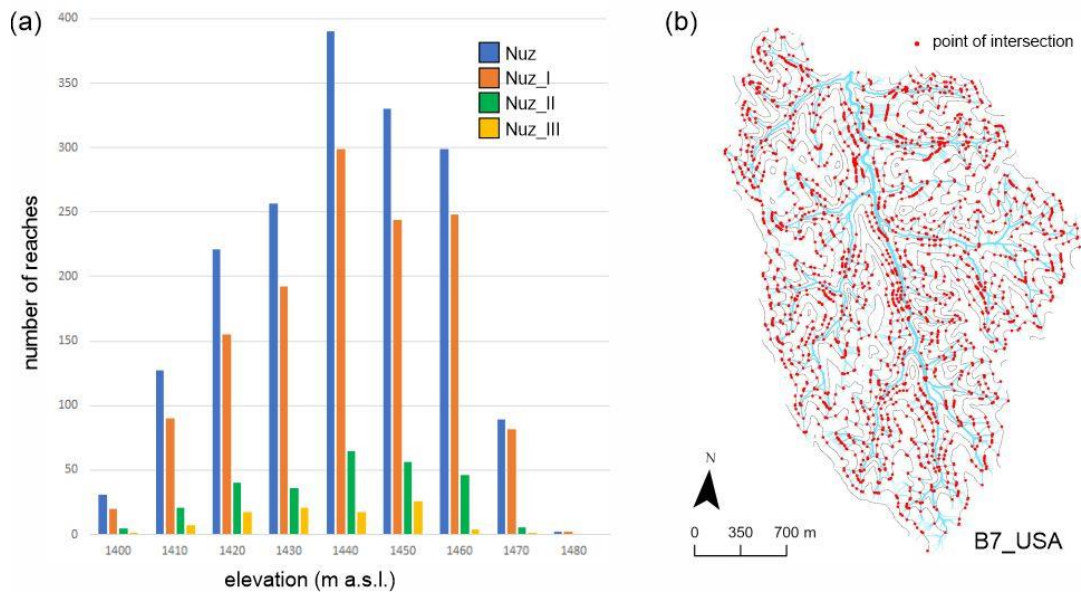 (a)
400
350
300
250
200
150
100
50
0
number of reaches
Nuz
Nuz_I
Nuz_II
Nuz_III
1400 1410 1420 1430 1440 1450 1460 1470 1480
elevation (m a.s.l.)
(b)
point of intersection
N
0 350 700 m
B7_USA